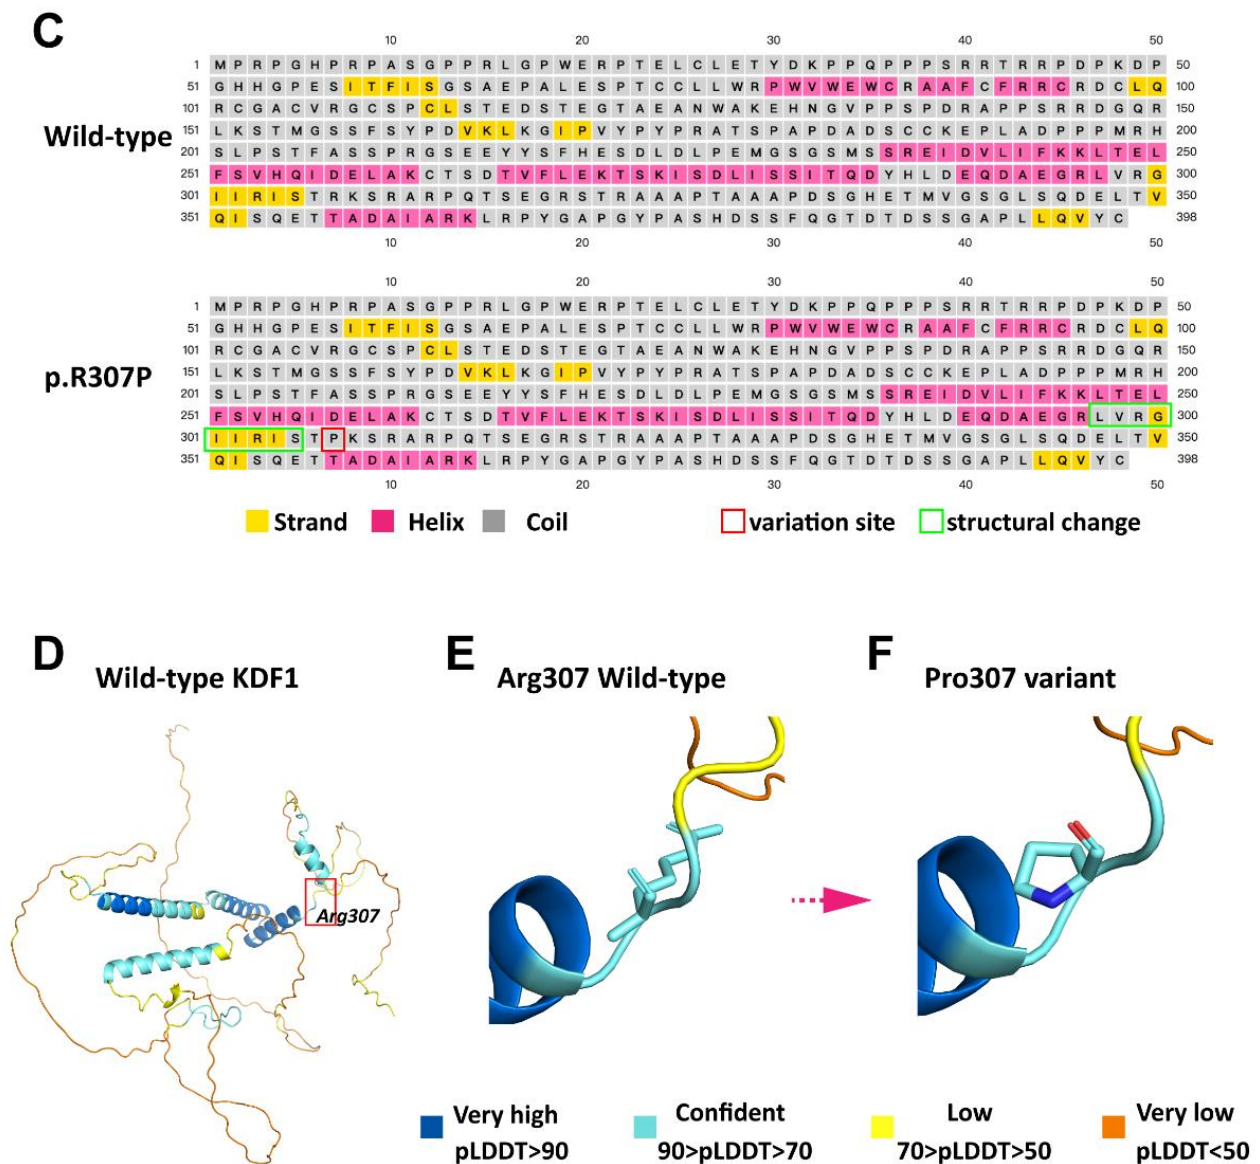 C
10 20 30 40 50
1 M P R P G H P R P A S G P P R L G P W E R P T E L C L E T Y D K P P Q P P P S R R T R R P D P K D P 50
51 G H H G P E S I T F I S G S A E P A L E S P T C C L L W R P W V W E W C R A A F C F R R C R D C L Q 100
101 R C G A C V R G C S P C L S T E D S T E G T A E A N W A K E H N G V P P S P D R A P P S R R D G Q R 150
Wild-type
151 L K S T M G S S F S Y P D V K L K G I P V Y P Y P R A T S P A P D A D S C C K E P L A D P P P M R H 200
201 S L P S T F A S S P R G S E E Y Y S F H E S D L D L P E M G S G S M S S R E I D V L I F K K L T E L 250
251 F S V H Q I D E L A K C T S D T V F L E K T S K I S D L I S S I T Q D Y H L D E Q D A E G R L V R G 300
301 I I R I S T R K S R A R P Q T S E G R S T R A A A P T A A A P D S G H E T M V G S G L S Q D E L T V 350
351 Q I S Q E T T A D A I A R K L R P Y G A P G Y P A S H D S S F Q G T D T D S S G A P L L Q V Y C 398
10 20 30 40 50
10 20 30 40 50
1 M P R P G H P R P A S G P P R L G P W E R P T E L C L E T Y D K P P Q P P P S R R T R R P D P K D P 50
51 G H H G P E S I T F I S G S A E P A L E S P T C C L L W R P W V W E W C R A A F C F R R C R D C L Q 100
101 R C G A C V R G C S P C L S T E D S T E G T A E A N W A K E H N G V P P S P D R A P P S R R D G Q R 150
p.R307P
151 L K S T M G S S F S Y P D V K L K G I P V Y P Y P R A T S P A P D A D S C C K E P L A D P P P M R H 200
201 S L P S T F A S S P R G S E E Y Y S F H E S D L D L P E M G S G S M S S R E I D V L I F K K L T E L 250
251 F S V H Q I D E L A K C T S D T V F L E K T S K I S D L I S S I T Q D Y H L D E Q D A E G R L V R G 300
301 I I R I S T P K S R A R P Q T S E G R S T R A A A P T A A A P D S G H E T M V G S G L S Q D E L T V 350
351 Q I S Q E T T A D A I A R K L R P Y G A P G Y P A S H D S S F Q G T D T D S S G A P L L Q V Y C 398
10 20 30 40 50
Strand Helix Coil variation site structural change
D Wild-type KDF1
Arg307
E Arg307 Wild-type
F Pro307 variant
Very high Confident Low Very low
pLDDT>90 90>pLDDT>70 70>pLDDT>50 pLDDT<50